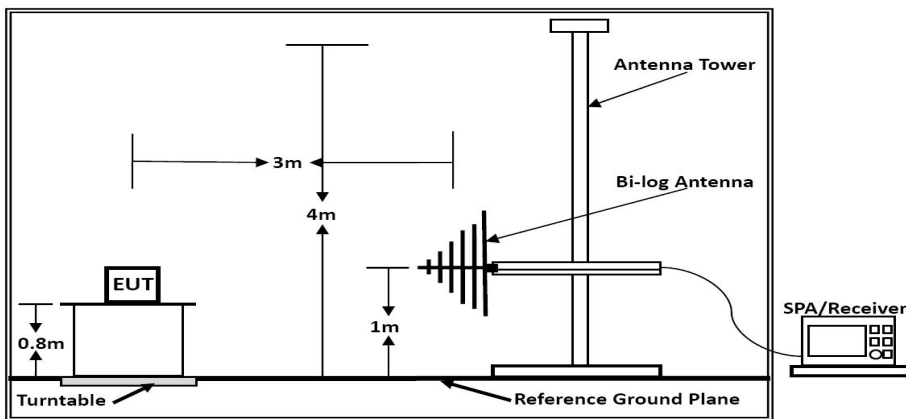 Antenna Tower
3m
Bi-log Antenna
4m
EUT
SPA/Receiver
0.8m
1m
Turntable
Reference Ground Plane